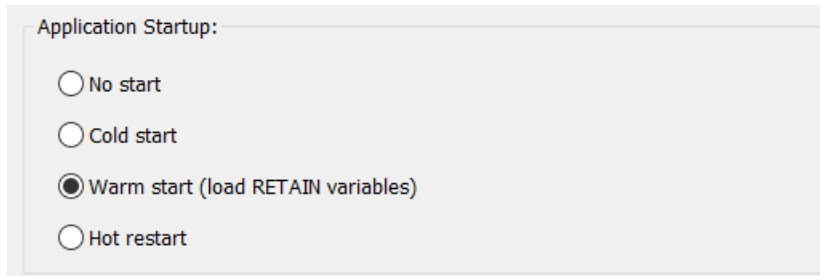 Application Startup:
No start
Cold start
Warm start (load RETAIN variables)
Hot restart